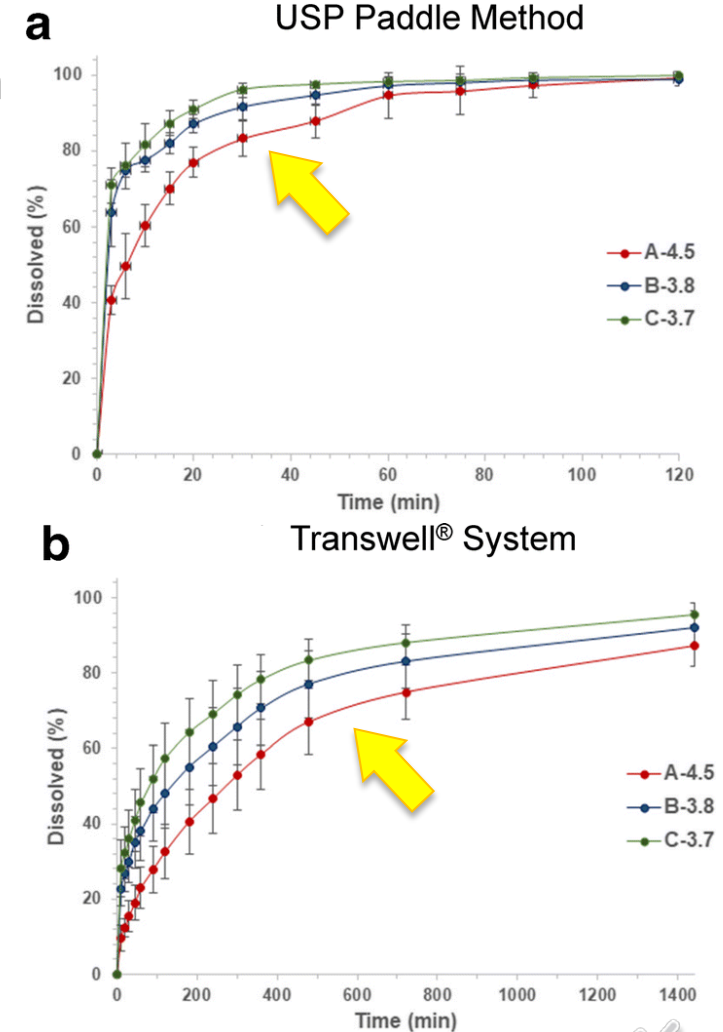 a
USP Paddle Method
100
80
60
40
20
0
Dissolved (%)
A-4.5
B-3.8
C-3.7
0 20 40 60 80 100 120
Time (min)
b
Transwell® System
100
80
60
40
20
0
Dissolved (%)
A-4.5
B-3.8
C-3.7
0 200 400 600 800 1000 1200 1400
Time (min)